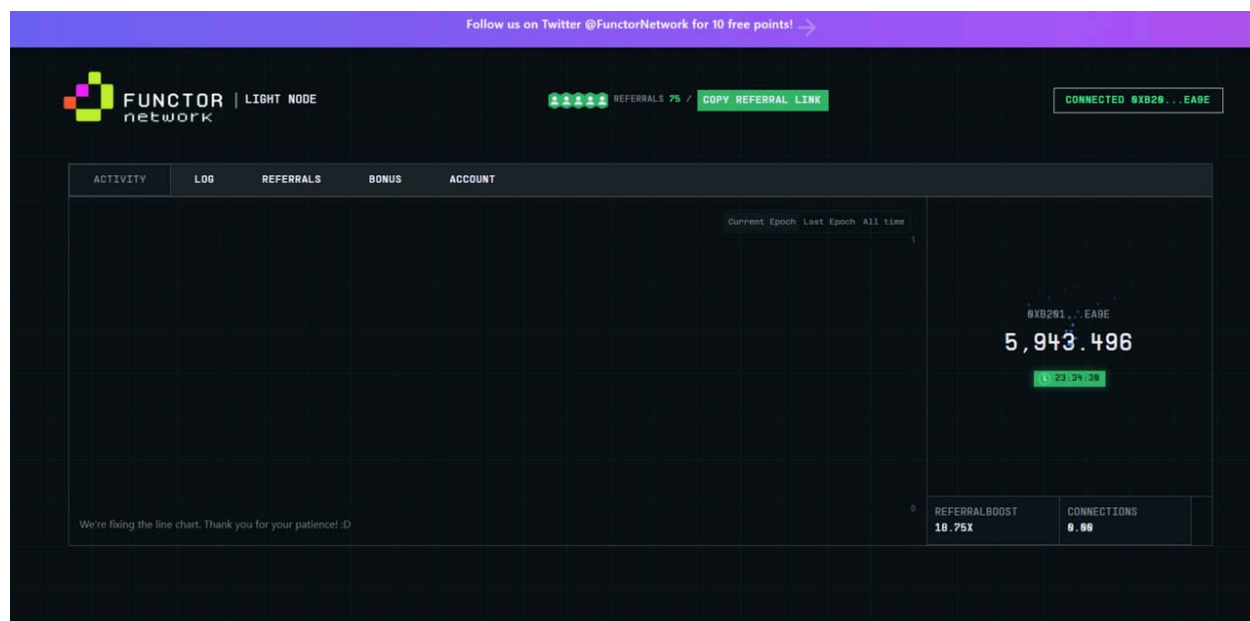 Follow us on Twitter @FunctorNetwork for 10 free points! →
FUNCTOR | LIGHT NODE
network
REFERRALS 75 / COPY REFERRAL LINK
CONNECTED 0XB20...EA9E
ACTIVITY LOG REFERRALS BONUS ACCOUNT
Current Epoch Last Epoch All time
1
0XB201...EA9E
5,943.496
23:34:30
0
We're fixing the line chart. Thank you for your patience! :D
REFERRALBOOST
18.75X
CONNECTIONS
0.00